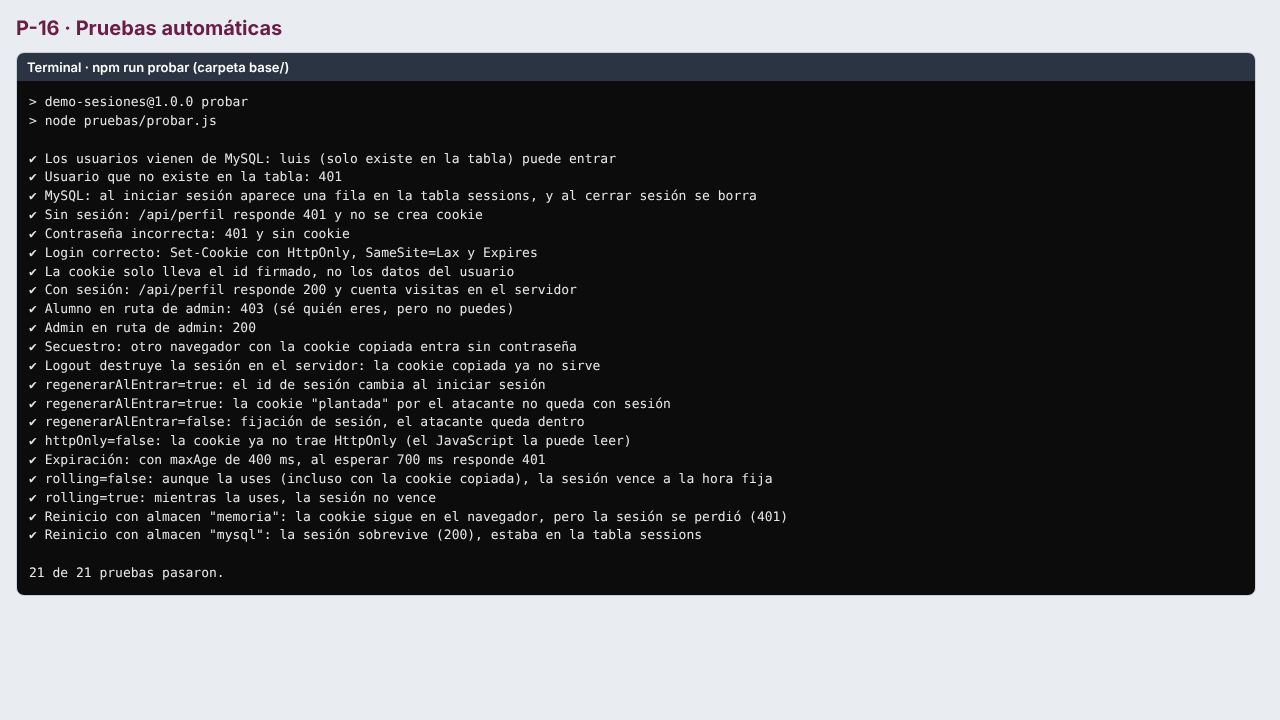 P-16 · Pruebas automáticas
Terminal · npm run probar (carpeta base/)
> demo-sesiones@1.0.0 probar
> node pruebas/probar.js
✔ Los usuarios vienen de MySQL: luis (solo existe en la tabla) puede entrar
✔ Usuario que no existe en la tabla: 401
✔ MySQL: al iniciar sesión aparece una fila en la tabla sessions, y al cerrar sesión se borra
✔ Sin sesión: /api/perfil responde 401 y no se crea cookie
✔ Contraseña incorrecta: 401 y sin cookie
✔ Login correcto: Set-Cookie con HttpOnly, SameSite=Lax y Expires
✔ La cookie solo lleva el id firmado, no los datos del usuario
✔ Con sesión: /api/perfil responde 200 y cuenta visitas en el servidor
✔ Alumno en ruta de admin: 403 (sé quién eres, pero no puedes)
✔ Admin en ruta de admin: 200
✔ Secuestro: otro navegador con la cookie copiada entra sin contraseña
✔ Logout destruye la sesión en el servidor: la cookie copiada ya no sirve
✔ regenerarAlEntrar=true: el id de sesión cambia al iniciar sesión
✔ regenerarAlEntrar=true: la cookie "plantada" por el atacante no queda con sesión
✔ regenerarAlEntrar=false: fijación de sesión, el atacante queda dentro
✔ httpOnly=false: la cookie ya no trae HttpOnly (el JavaScript la puede leer)
✔ Expiración: con maxAge de 400 ms, al esperar 700 ms responde 401
✔ rolling=false: aunque la uses (incluso con la cookie copiada), la sesión vence a la hora fija
✔ rolling=true: mientras la uses, la sesión no vence
✔ Reinicio con almacen "memoria": la cookie sigue en el navegador, pero la sesión se perdió (401)
✔ Reinicio con almacen "mysql": la sesión sobrevive (200), estaba en la tabla sessions
21 de 21 pruebas pasaron.